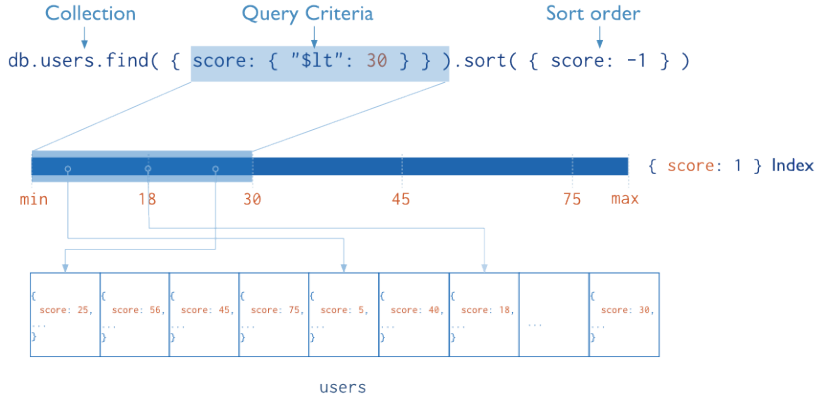 Collection Query Criteria Sort order
db.users.find( { score: { "$lt": 30 } } ).sort( { score: -1 } )
{ score: 1 } Index
min 18 30 45 75 max
{ { { { { { { {
score: 25, score: 56, score: 45, score: 75, score: 5, score: 40, score: 18, score: 30,
... ... ... ... ... ... ... ... ...
} } } } } } } }
users